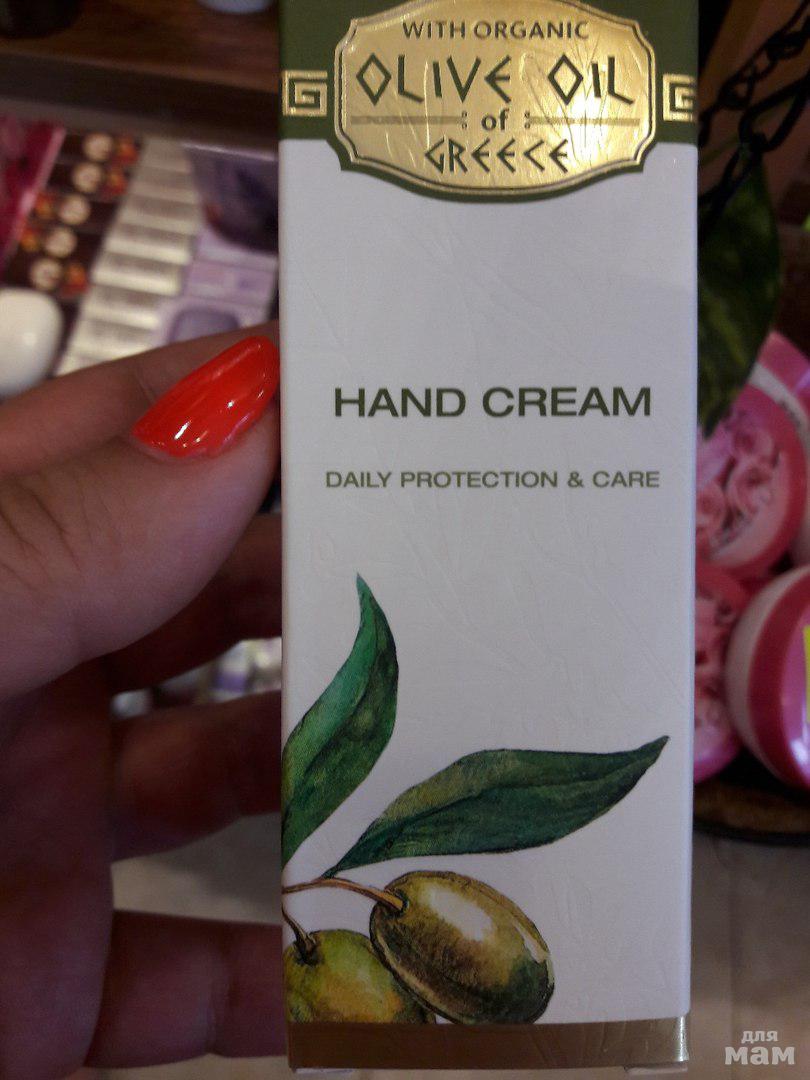 WITH ORGANIC
OLIVE OIL
of
GREECE
HAND CREAM
DAILY PROTECTION & CARE
для
мам